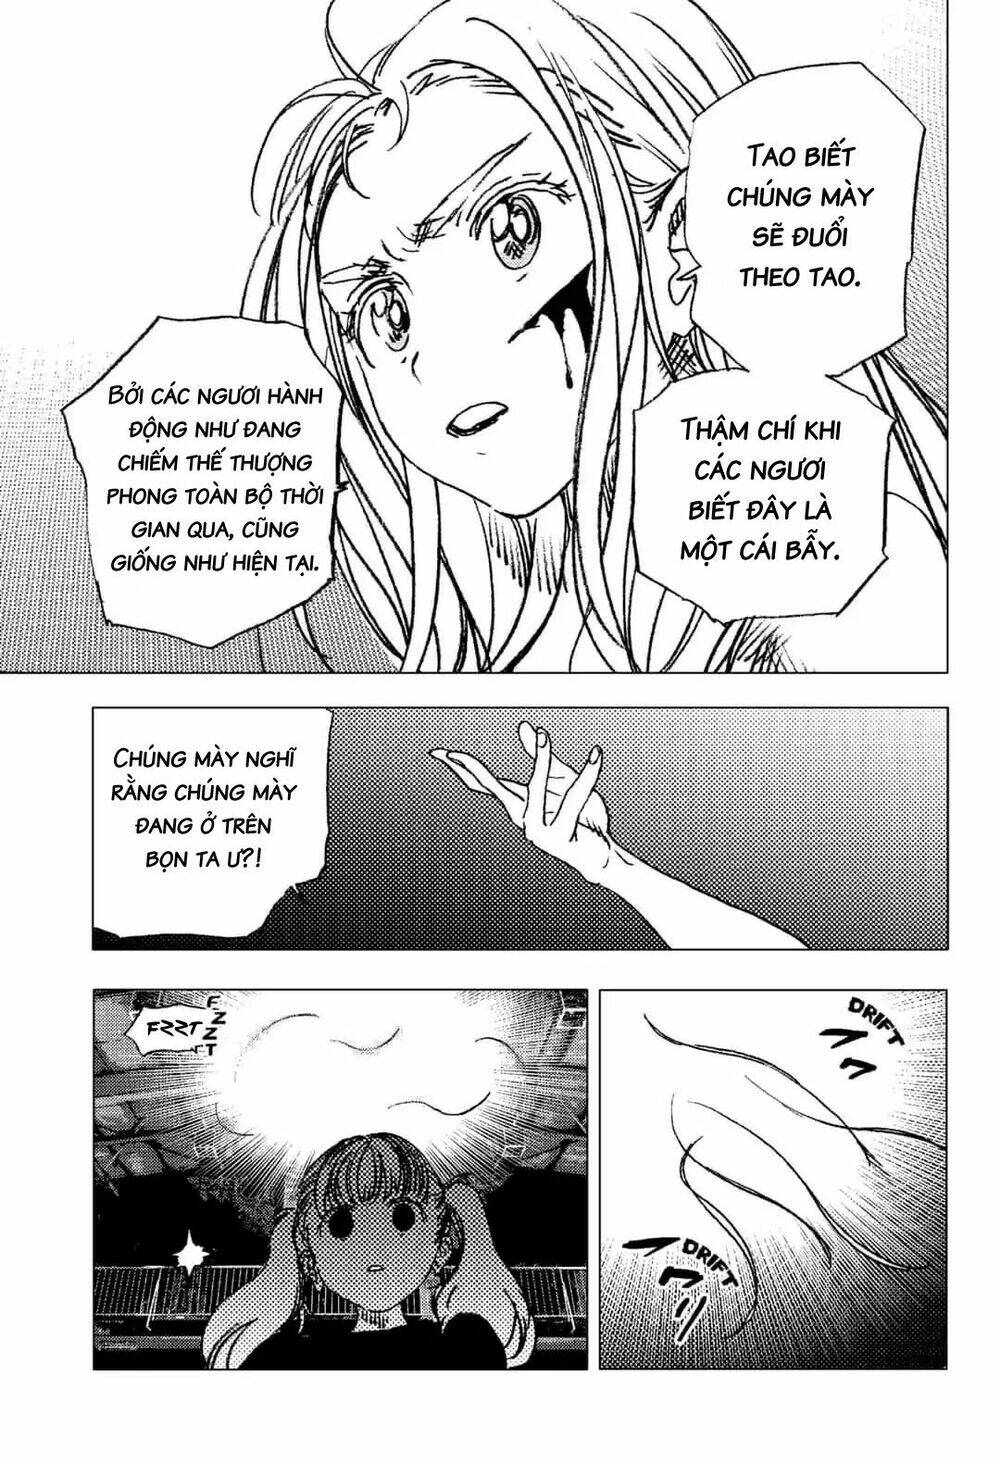 TAO BIẾT
CHÚNG MÀY
SẼ ĐUỔI
THEO TAO.
THẬM CHÍ KHI
CÁC NGƯƠI
BIẾT ĐÂY LÀ
MỘT CÁI BẪY.
BỞI CÁC NGƯƠI HÀNH
ĐỘNG NHƯ ĐANG
CHIẾM THẾ THƯỢNG
PHONG TOÀN BỘ THỜI
GIAN QUA, CŨNG
GIỐNG NHƯ HIỆN TẠI.
CHÚNG MÀY NGHĨ
RẰNG CHÚNG MÀY
ĐANG Ở TRÊN
BỌN TA Ư?!
DRIFT
DRIFT
FZZT
FZZT